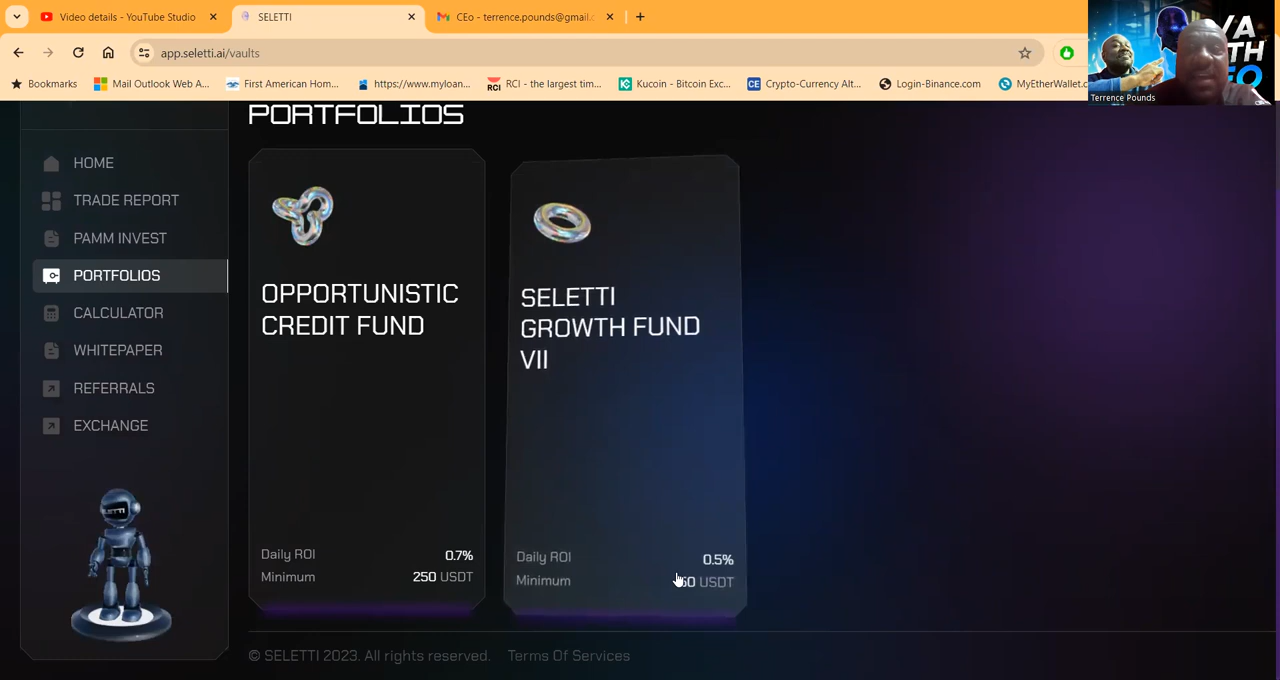 Video details - YouTube Studio
SELETTI
CEo - terrence.pounds@gmail.c
app.seletti.ai/vaults
Bookmarks
Mail Outlook Web A...
First American Hom...
https://www.myloan...
RCI - the largest tim...
Kucoin - Bitcoin Exc...
Crypto-Currency Alt...
Login-Binance.com
MyEtherWallet.c
Terrence Pounds
PORTFOLIOS
HOME
TRADE REPORT
PAMM INVEST
PORTFOLIOS
CALCULATOR
WHITEPAPER
REFERRALS
EXCHANGE
OPPORTUNISTIC
CREDIT FUND
Daily ROI 0.7%
Minimum 250 USDT
SELETTI
GROWTH FUND
VII
Daily ROI 0.5%
Minimum USDT
© SELETTI 2023. All rights reserved. Terms Of Services